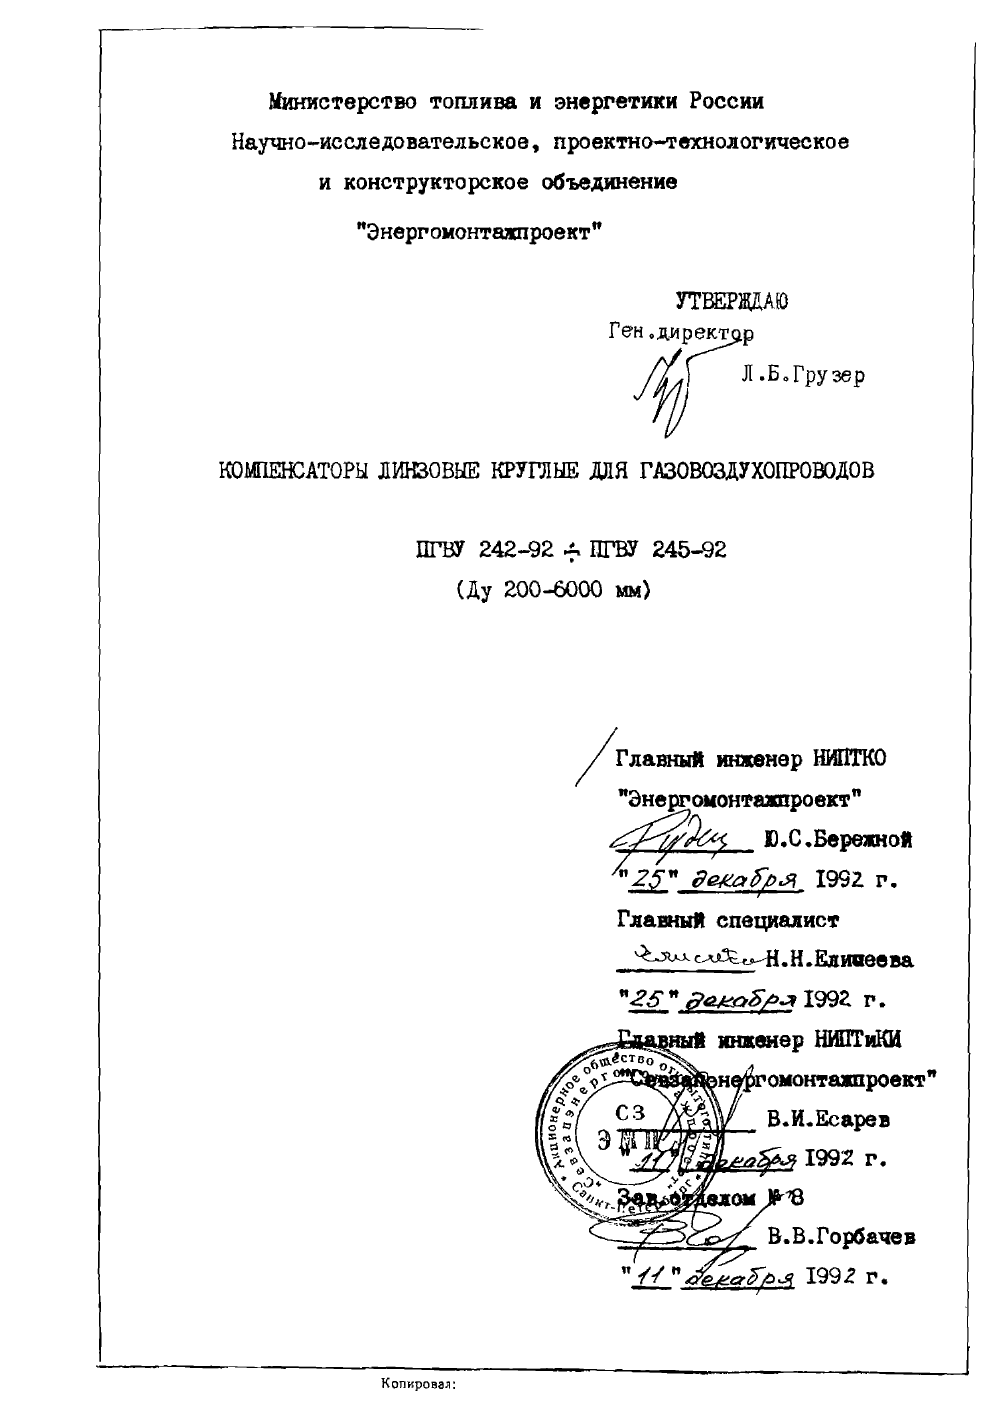 Министерство топлива и энергетики России
Научно-исследовательское, проектно-технологическое
и конструкторское объединение
"Энергомонтажпроект"
УТВЕРЖДАЮ
Ген.директор
Л.Б.Грузер
КОМПЕНСАТОРЫ ЛИНЗОВЫЕ КРУГЛЫЕ ДЛЯ ГАЗОВОЗДУХОПРОВОДОВ
ПГВУ 242-92 ÷ ПГВУ 245-92
(Ду 200-6000 мм)
Главный инженер НИПТКО
"Энергомонтажпроект"
Ю.С.Бережной
"25" декабря 1992 г.
Главный специалист
Н.Н.Елисеева
"25" декабря 1992 г.
Главный инженер НИПТиКИ
"Севзапэнергомонтажпроект"
В.И.Есарев
"11" декабря 1992 г.
Зав.отделом № 8
В.В.Горбачев
"11" декабря 1992 г.
Акционерное общество открытого типа
"Севзапэнергомонтажпроект"
Санкт-Петербург
СЗ
ЭМП
Копировал: